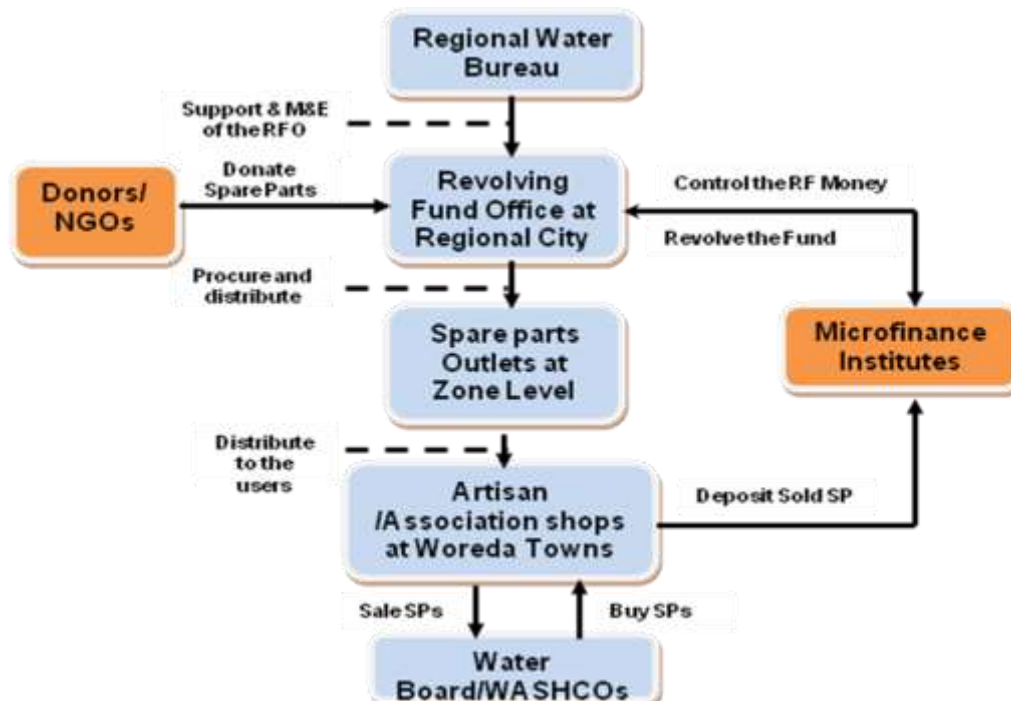 Regional Water
Bureau
Support & M&E
of the RFO
Donate
Spare Parts
Donors/
NGOs
Revolving
Fund Office at
Regional City
Control the RF Money
Revolve the Fund
Procure and
distribute
Spare parts
Outlets at
Zone Level
Microfinance
Institutes
Distribute
to the
users
Artisan
/Association shops
at Woreda Towns
Deposit Sold SP
Sale SPs
Buy SPs
Water
Board/WASHCOs